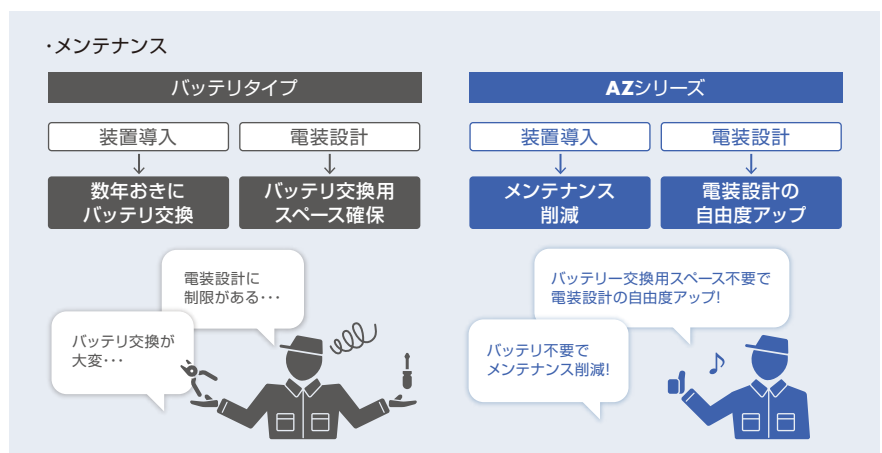 ・メンテナンス
バッテリタイプ
装置導入
電装設計
↓
↓
数年おきに
バッテリ交換
バッテリ交換用
スペース確保
電装設計に
制限がある・・・
バッテリ交換が
大変・・・
AZシリーズ
装置導入
電装設計
↓
↓
メンテナンス
削減
電装設計の
自由度アップ
バッテリー交換用スペース不要で
電装設計の自由度アップ!
バッテリ不要で
メンテナンス削減!